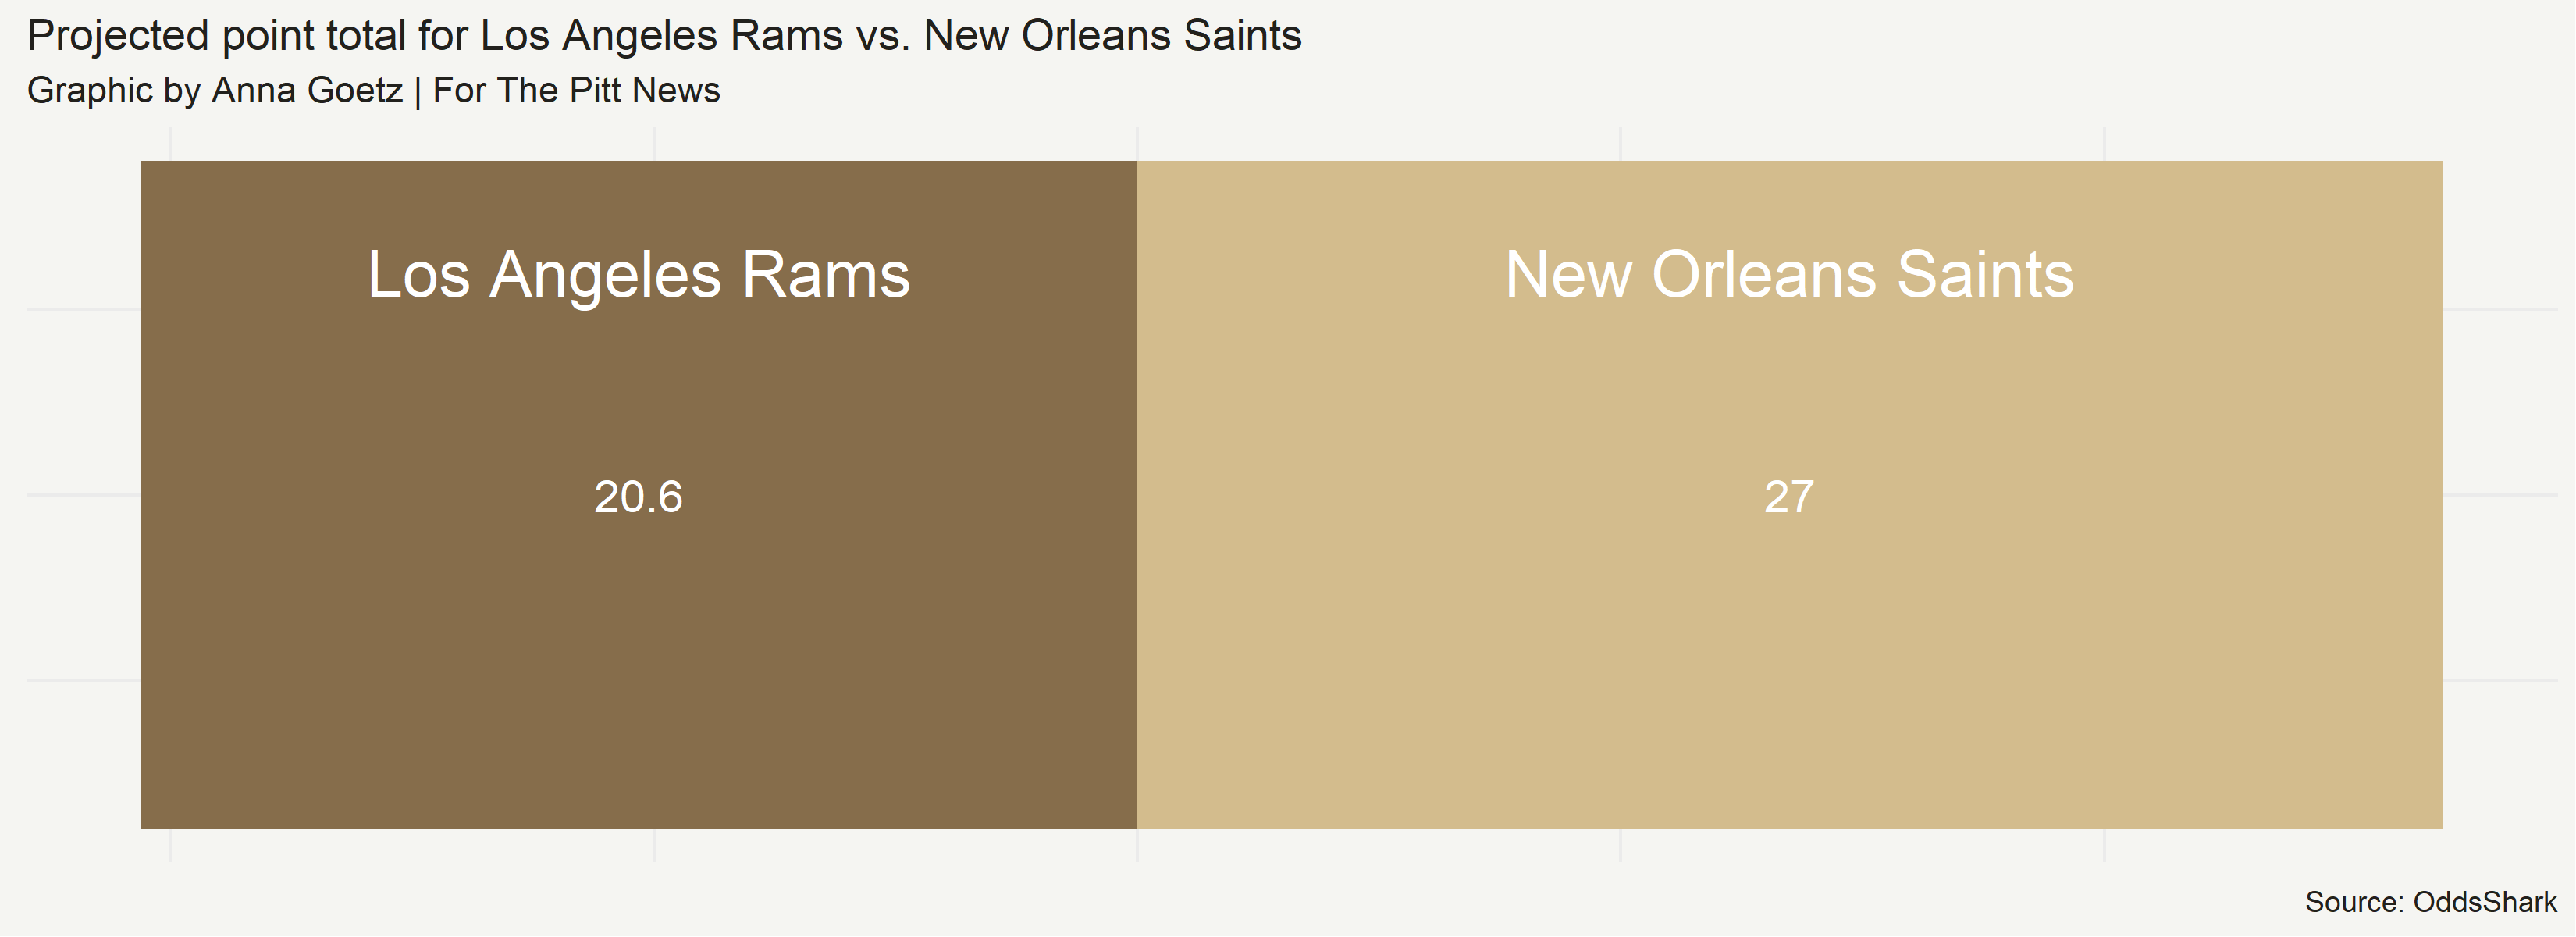 Projected point total for Los Angeles Rams vs. New Orleans Saints
Graphic by Anna Goetz | For The Pitt News
Los Angeles Rams
New Orleans Saints
20.6
27
Source: OddsShark